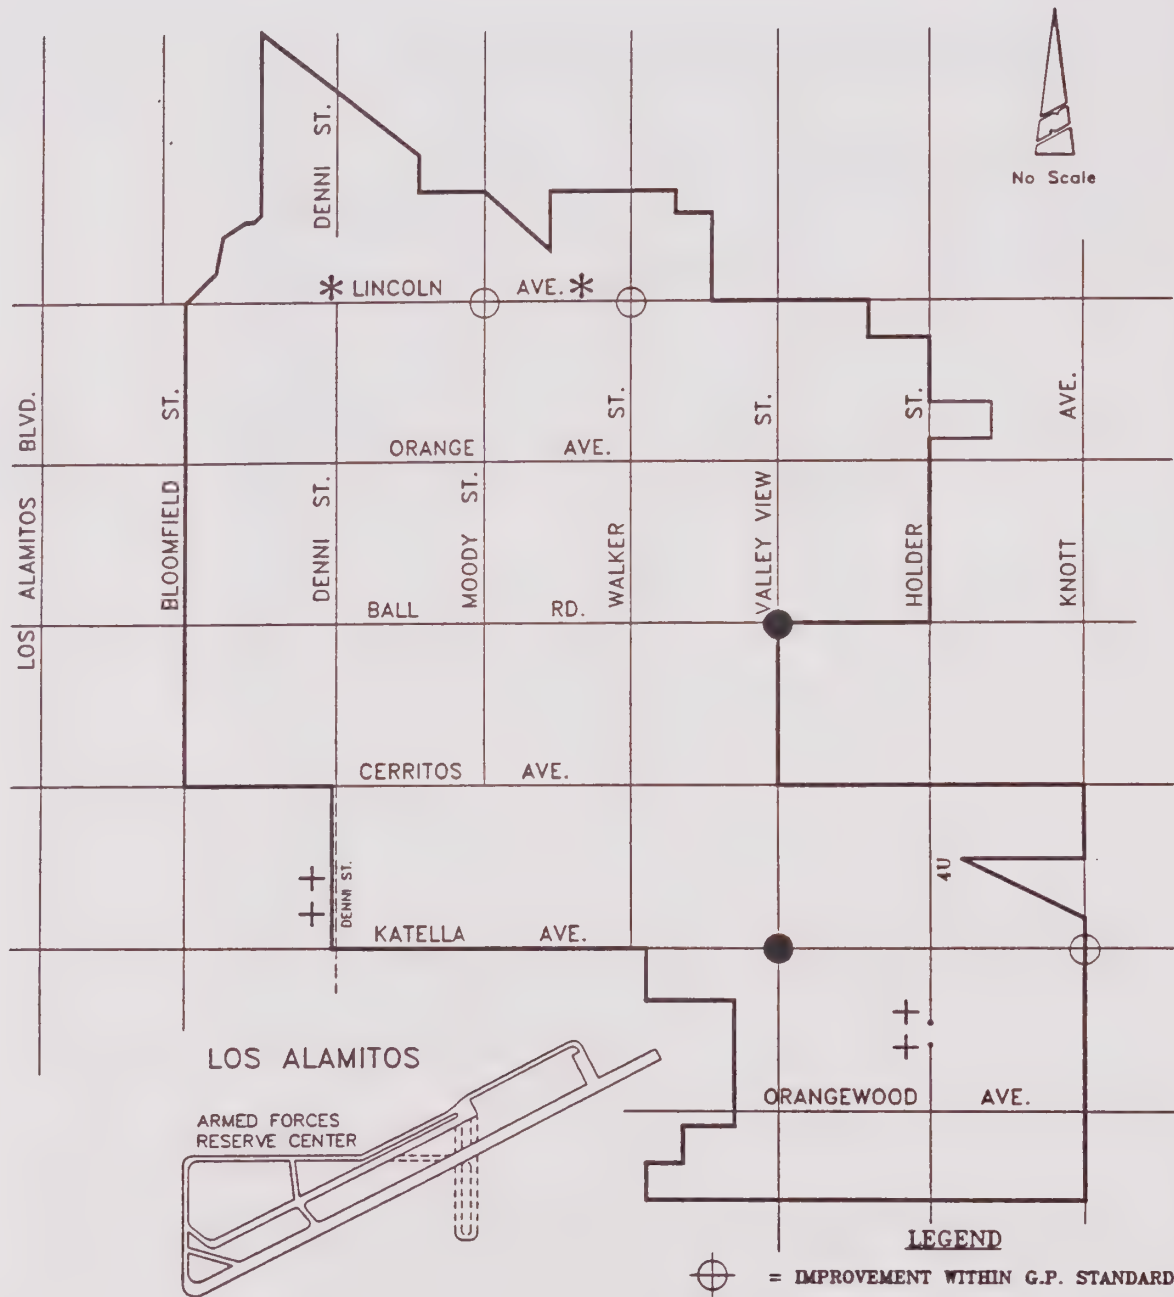 No Scale
DENNI ST.
* LINCOLN AVE. *
LOS ALAMITOS BLVD.
BLOOMFIELD ST.
DENNI ST.
MOODY ST.
WALKER ST.
VALLEY VIEW ST.
HOLDER ST.
KNOTT AVE.
ORANGE AVE.
BALL RD.
CERRITOS AVE.
DENNI ST.
4U
KATELLA AVE.
LOS ALAMITOS
ARMED FORCES
RESERVE CENTER
ORANGEWOOD AVE.
LEGEND
= IMPROVEMENT WITHIN G.P. STANDARD